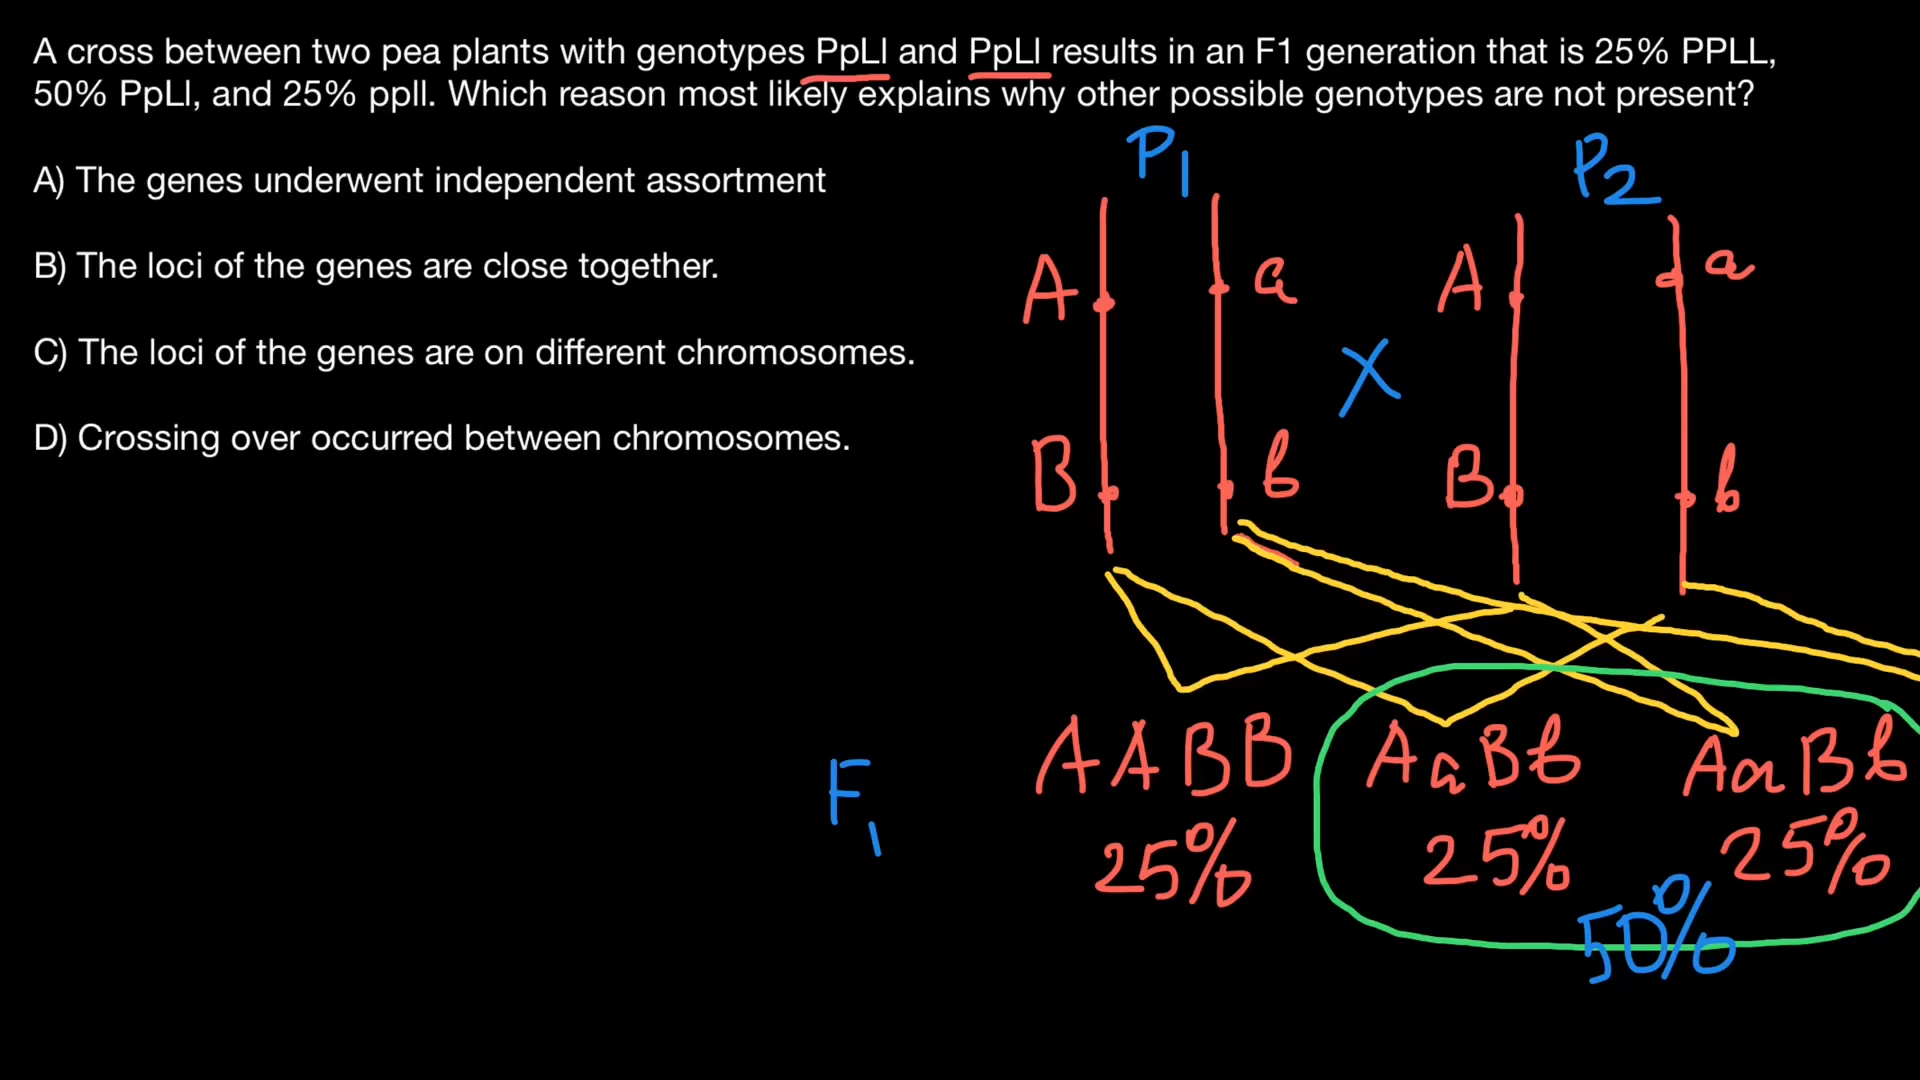 A cross between two pea plants with genotypes PpLl and PpLl results in an F1 generation that is 25% PPLL,
50% PpLl, and 25% ppll. Which reason most likely explains why other possible genotypes are not present?
P1 P2
A) The genes underwent independent assortment
B) The loci of the genes are close together.
A a A a
X
C) The loci of the genes are on different chromosomes.
D) Crossing over occurred between chromosomes.
B b B b
F1
AABB AaBb AaBb
25% 25% 25%
50%